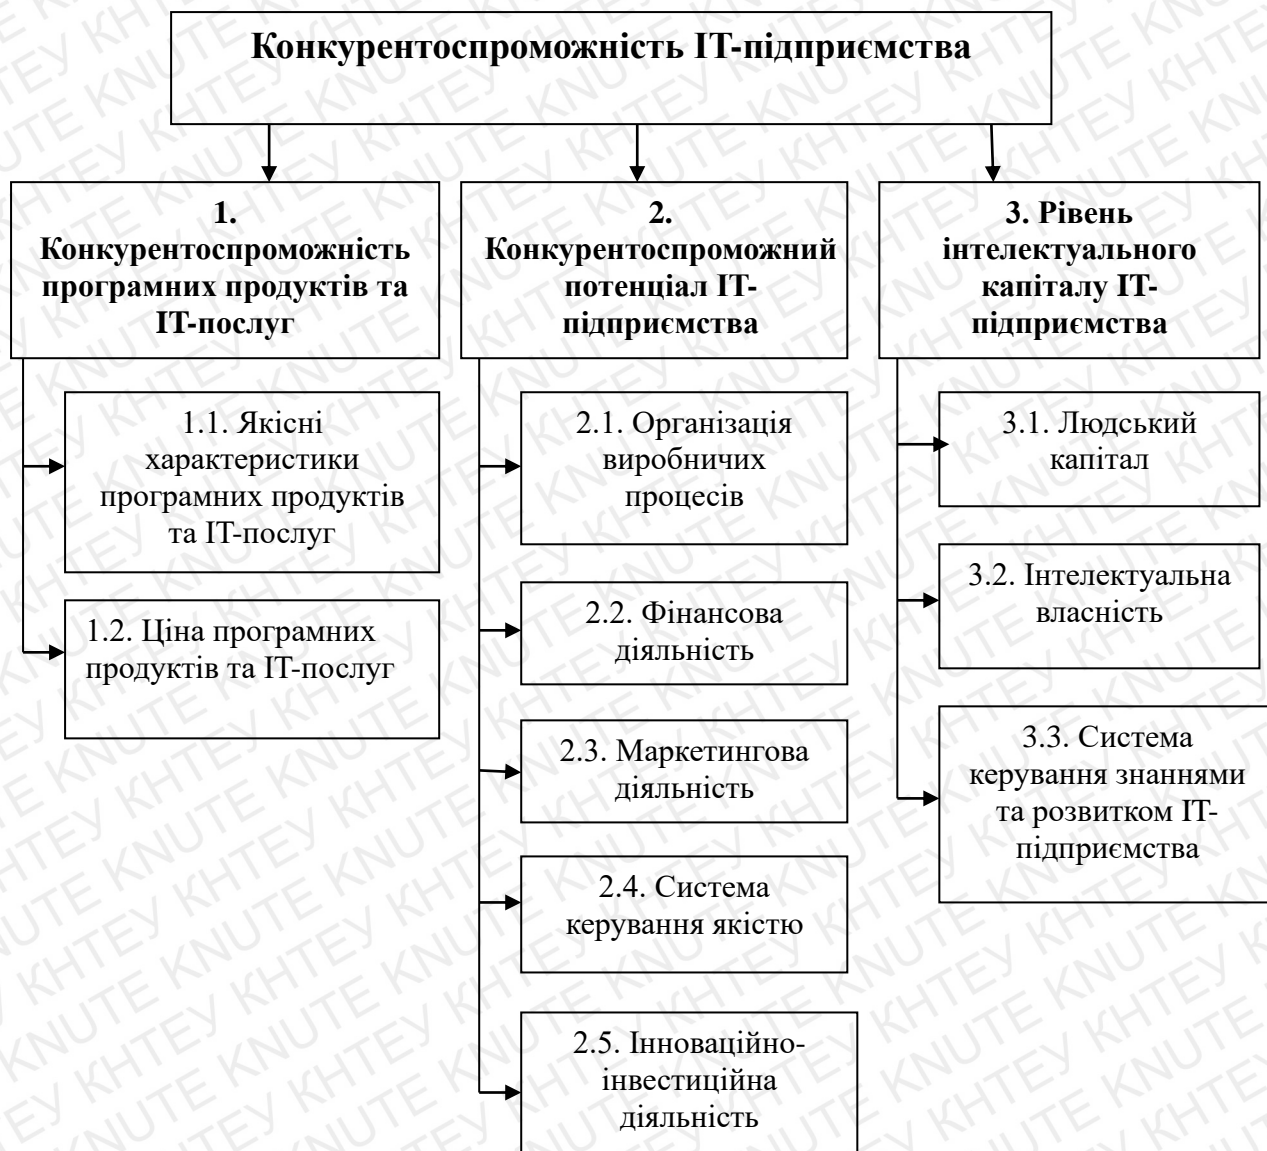 Конкурентоспроможність ІТ-підприємства
1.
Конкурентоспроможність
програмних продуктів та
ІТ-послуг
2.
Конкурентоспроможний
потенціал ІТ-
підприємства
3. Рівень
інтелектуального
капіталу ІТ-
підприємства
1.1. Якісні
характеристики
програмних продуктів
та ІТ-послуг
1.2. Ціна програмних
продуктів та ІТ-послуг
2.1. Організація
виробничих
процесів
2.2. Фінансова
діяльність
2.3. Маркетингова
діяльність
2.4. Система
керування якістю
2.5. Інноваційно-
інвестиційна
діяльність
3.1. Людський
капітал
3.2. Інтелектуальна
власність
3.3. Система
керування знаннями
та розвитком ІТ-
підприємства
KNUTE КНТЕУ